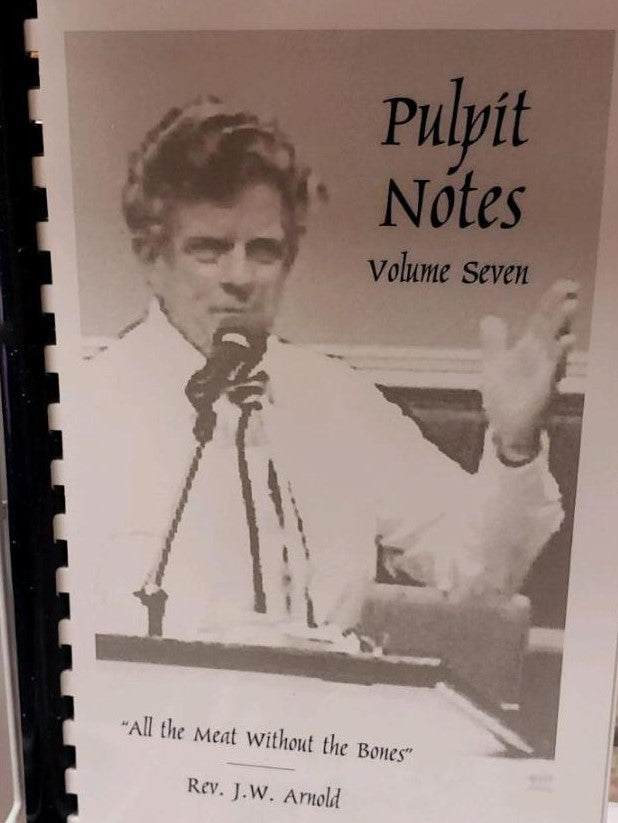 Pulpit
Notes
Volume Seven
"All the Meat Without the Bones"
Rev. J.W. Arnold